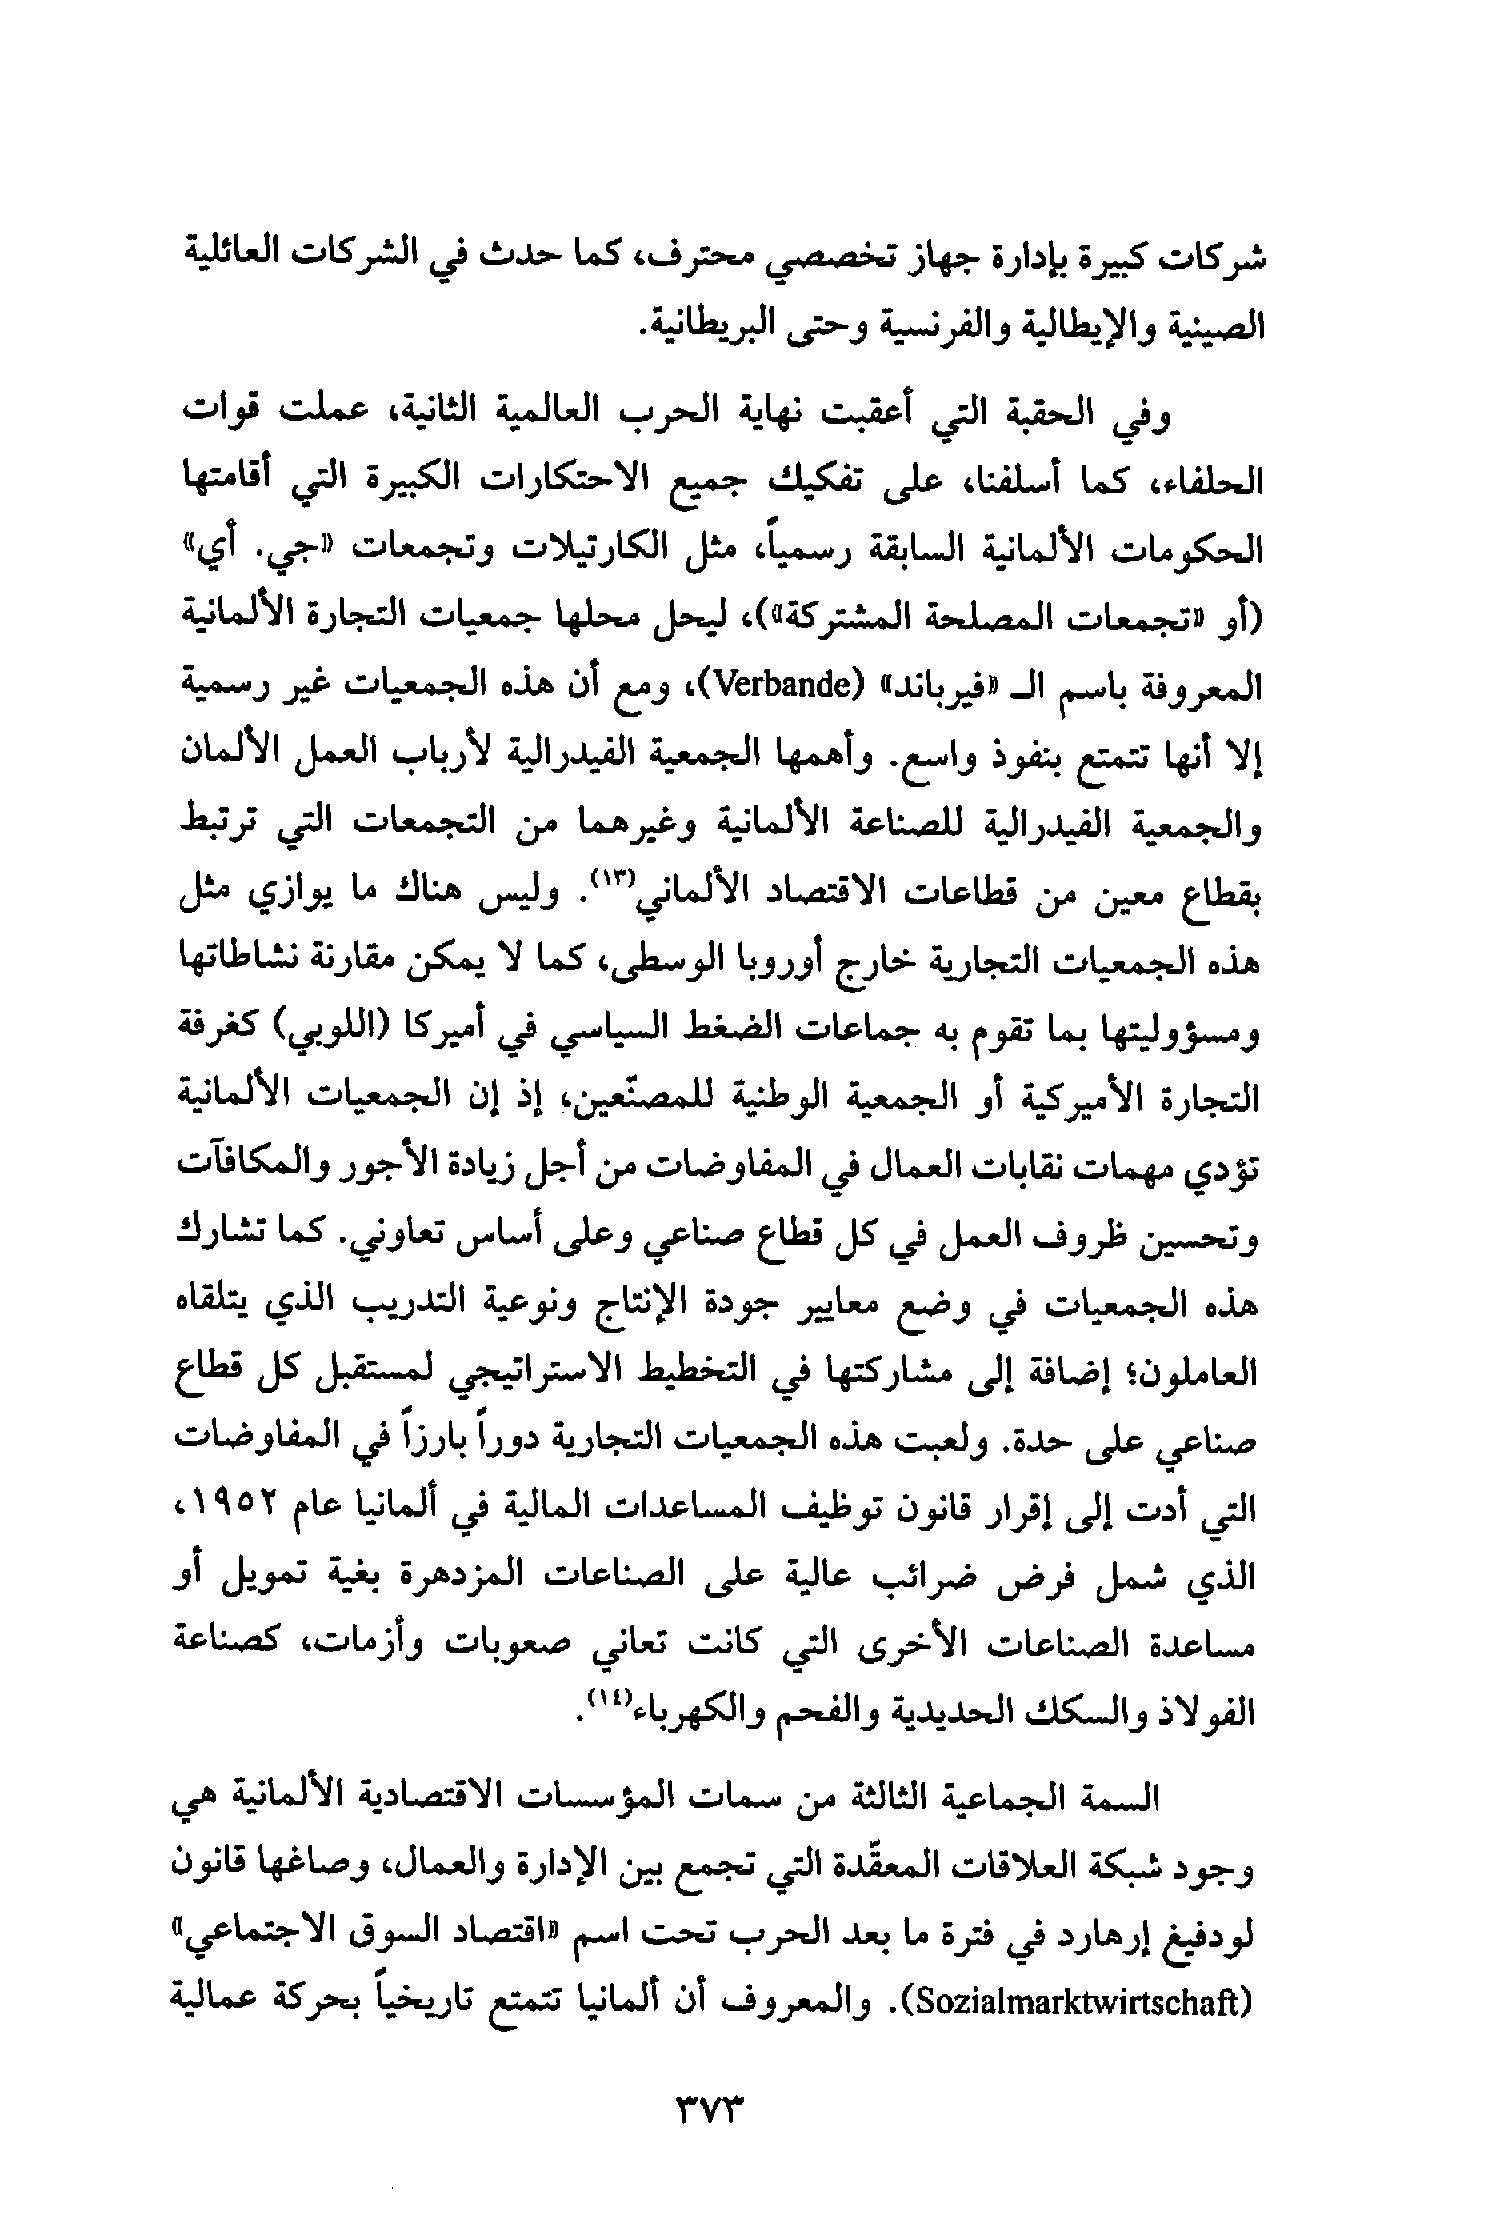 شركات كبيرة بإدارة جهاز تخصصي محترف، كما حدث في الشركات العائلية
الصينية والإيطالية والفرنسية وحتى البريطانية.
وفي الحقبة التي أعقبت نهاية الحرب العالمية الثانية، عملت قوات
الحلفاء، كما أسلفنا، على تفكيك جميع الاحتكارات الكبيرة التي أقامتها
الحكومات الألمانية السابقة رسمياً، مثل الكارتيلات وتجمعات «جي. أي»
(أو «تجمعات المصلحة المشتركة»)، ليحل محلها جمعيات التجارة الألمانية
المعروفة باسم الـ «فيرباند» (Verbande)، ومع أن هذه الجمعيات غير رسمية
إلا أنها تتمتع بنفوذ واسع. وأهمها الجمعية الفيدرالية لأرباب العمل الألمان
والجمعية الفيدرالية للصناعة الألمانية وغيرهما من التجمعات التي ترتبط
بقطاع معين من قطاعات الاقتصاد الألماني(١٣). وليس هناك ما يوازي مثل
هذه الجمعيات التجارية خارج أوروبا الوسطى، كما لا يمكن مقارنة نشاطاتها
ومسؤوليتها بما تقوم به جماعات الضغط السياسي في أميركا (اللوبي) كغرفة
التجارة الأميركية أو الجمعية الوطنية للمصنّعين، إذ إن الجمعيات الألمانية
تؤدي مهمات نقابات العمال في المفاوضات من أجل زيادة الأجور والمكافآت
وتحسين ظروف العمل في كل قطاع صناعي وعلى أساس تعاوني. كما تشارك
هذه الجمعيات في وضع معايير جودة الإنتاج ونوعية التدريب الذي يتلقاه
العاملون؛ إضافة إلى مشاركتها في التخطيط الاستراتيجي لمستقبل كل قطاع
صناعي على حدة. ولعبت هذه الجمعيات التجارية دوراً بارزاً في المفاوضات
التي أدت إلى إقرار قانون توظيف المساعدات المالية في ألمانيا عام ١٩٥٢،
الذي شمل فرض ضرائب عالية على الصناعات المزدهرة بغية تمويل أو
مساعدة الصناعات الأخرى التي كانت تعاني صعوبات وأزمات، كصناعة
الفولاذ والسكك الحديدية والفحم والكهرباء(١٤).
السمة الجماعية الثالثة من سمات المؤسسات الاقتصادية الألمانية هي
وجود شبكة العلاقات المعقّدة التي تجمع بين الإدارة والعمال، وصاغها قانون
لودفيغ إرهارد في فترة ما بعد الحرب تحت اسم «اقتصاد السوق الاجتماعي»
(Sozialmarktwirtschaft). والمعروف أن ألمانيا تتمتع تاريخياً بحركة عمالية
٣٧٣